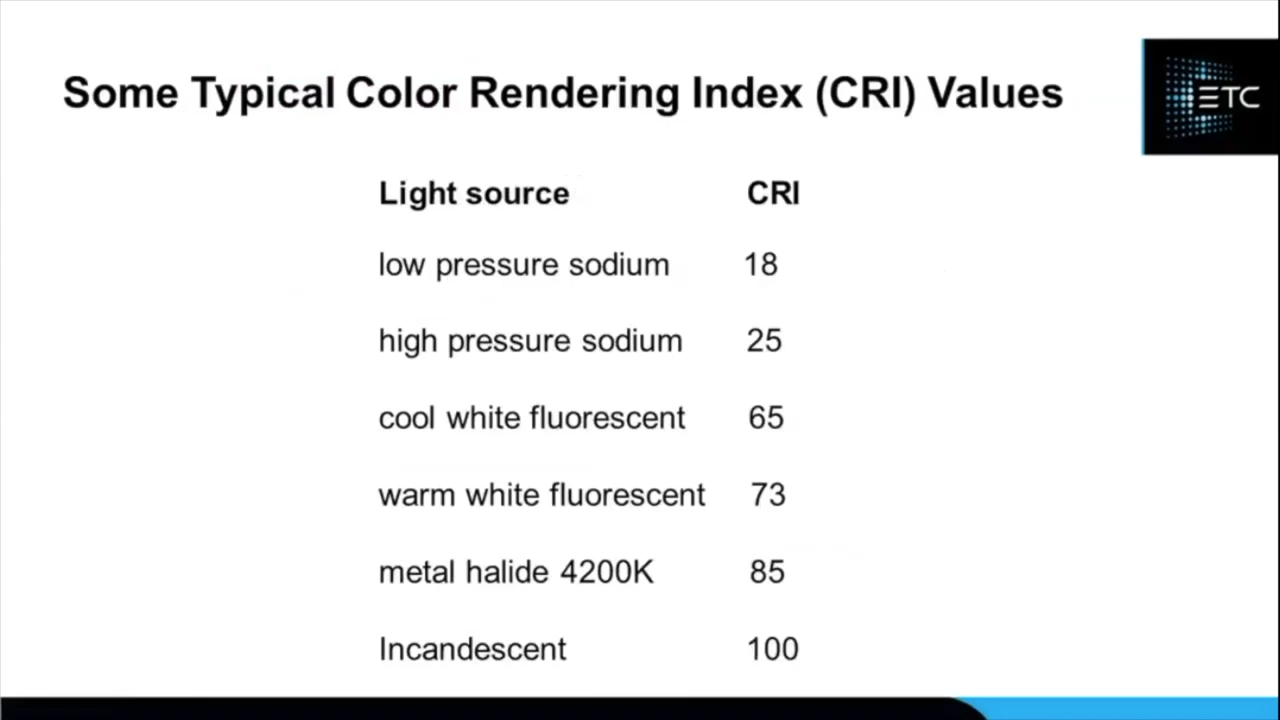 Some Typical Color Rendering Index (CRI) Values
ETC
Light source CRI
low pressure sodium 18
high pressure sodium 25
cool white fluorescent 65
warm white fluorescent 73
metal halide 4200K 85
Incandescent 100